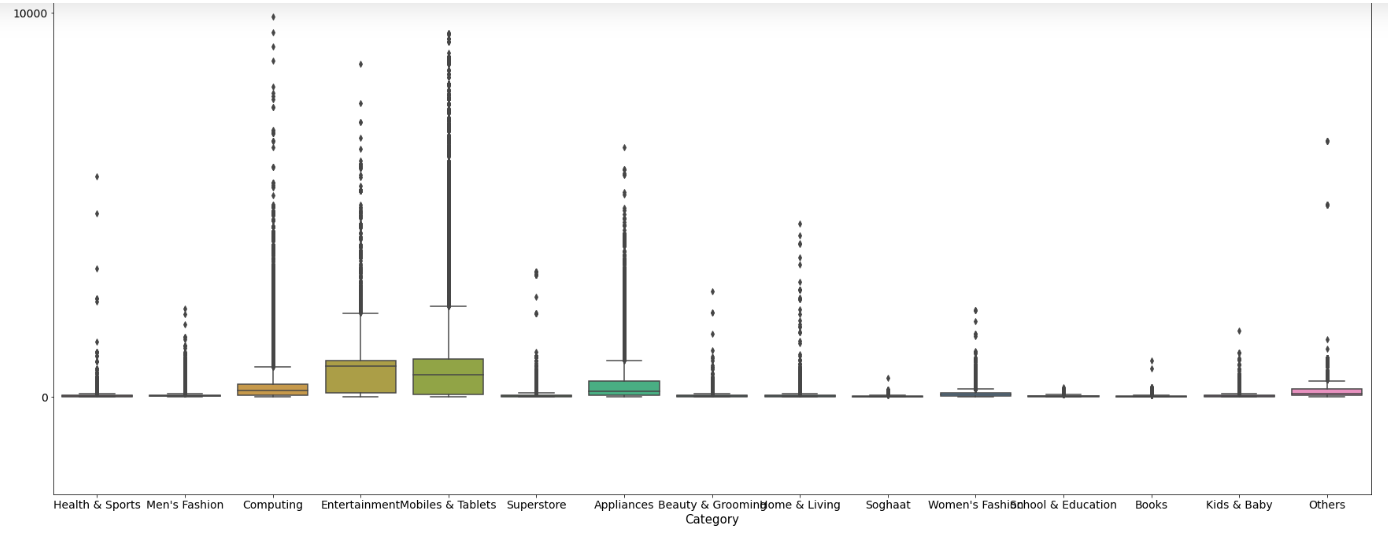 10000
0
Health & Sports Men's Fashion Computing Entertainment Mobiles & Tablets Superstore Appliances Beauty & Grooming Home & Living Soghaat Women's Fashion School & Education Books Kids & Baby Others
Category